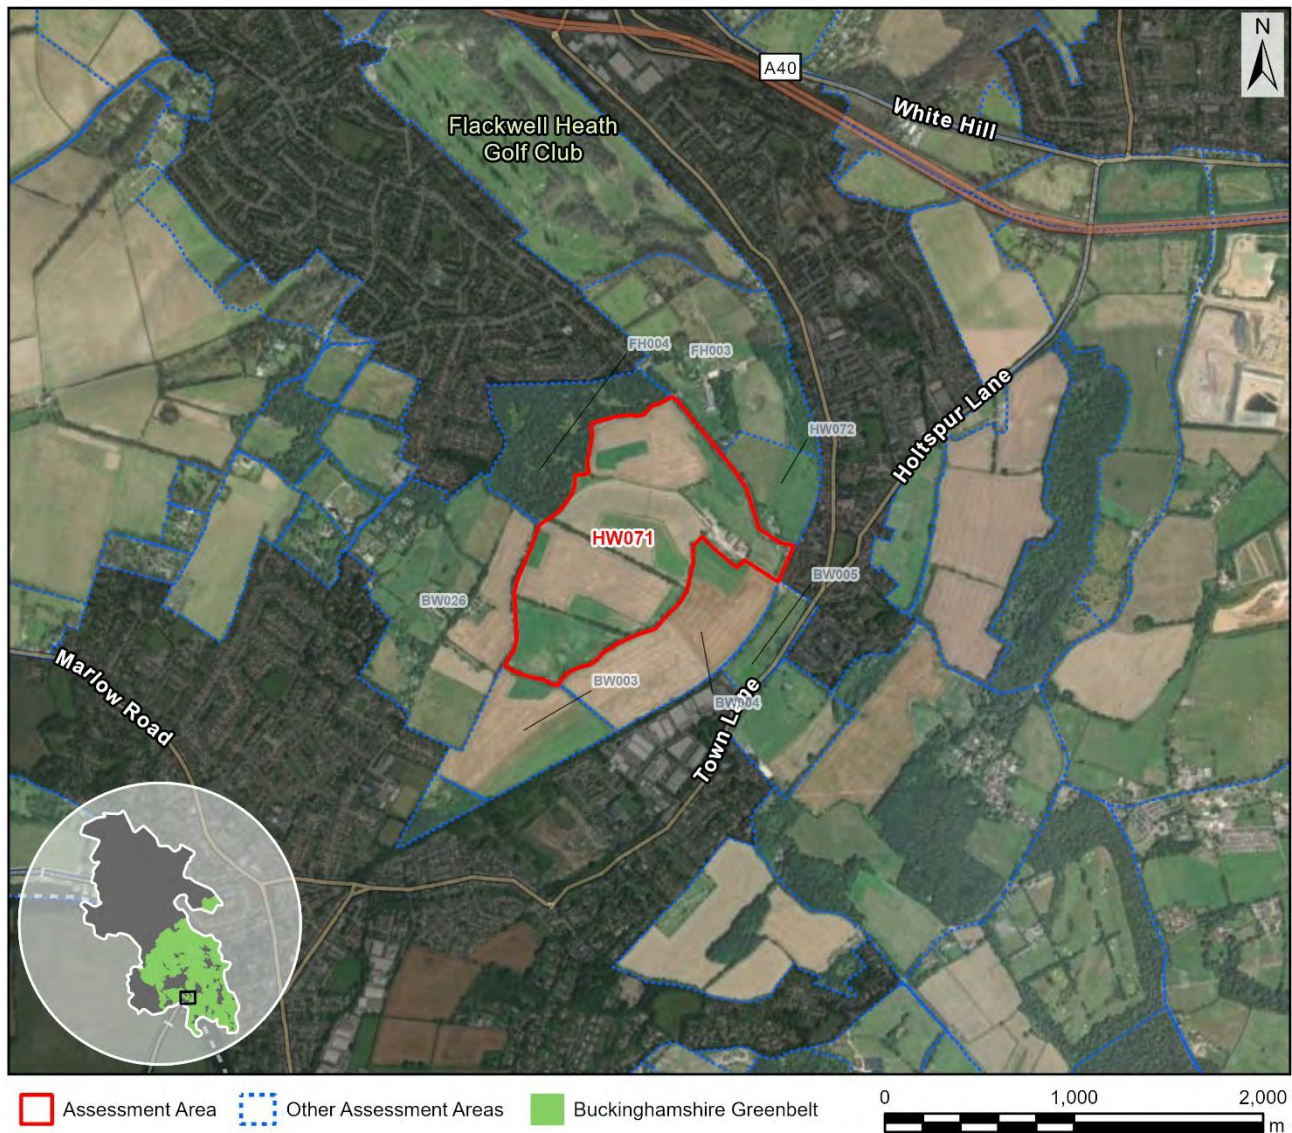 N
A40
White Hill
Flackwell Heath
Golf Club
FH004
FH003
Holtspur Lane
HW072
HW071
BW005
BW026
Marlow Road
BW003
BW004
Town Lane
Assessment Area
Other Assessment Areas
Buckinghamshire Greenbelt
0
1,000
2,000
m